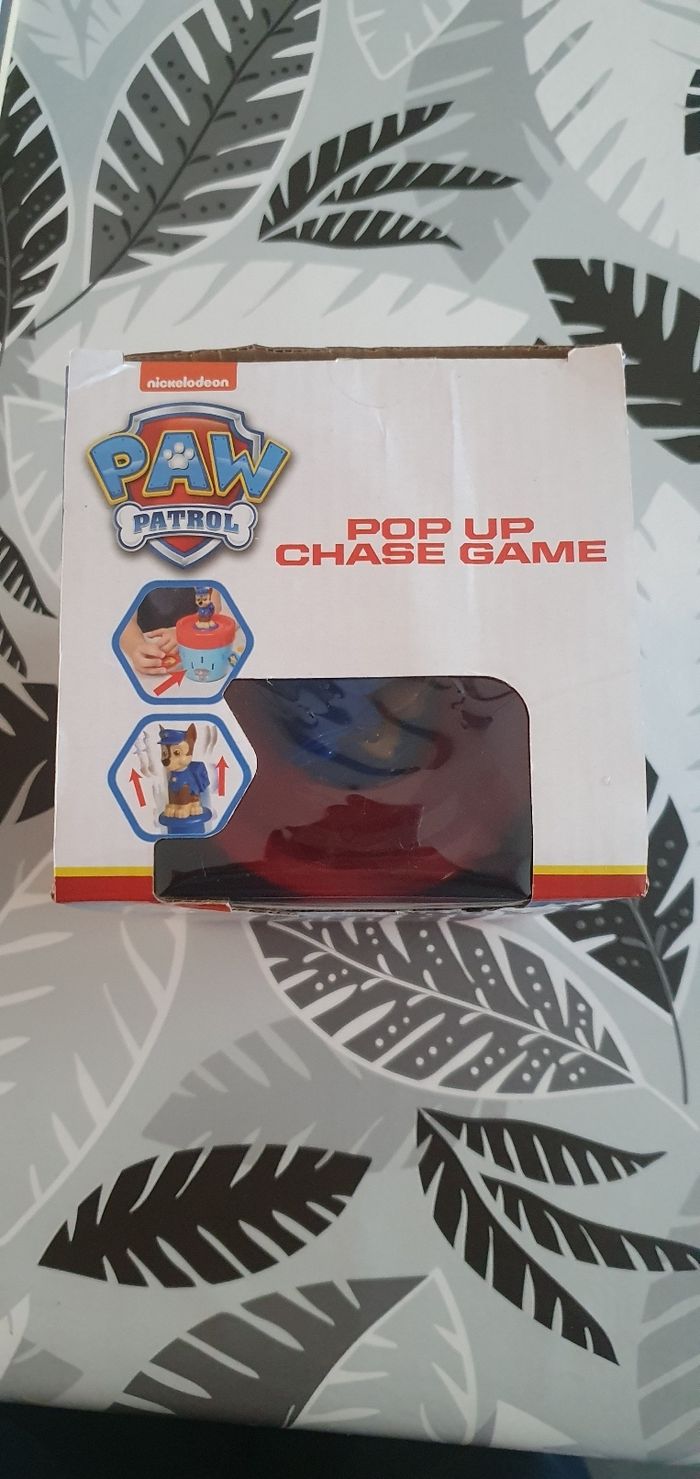 nickelodeon
PAW
PATROL
POP UP
CHASE GAME